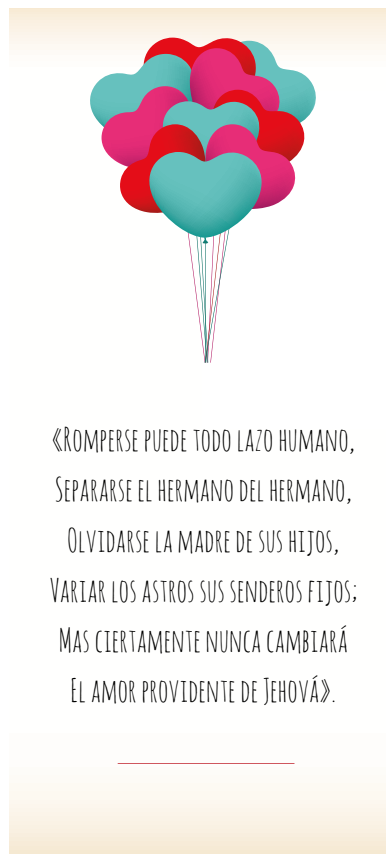 «Romperse puede todo lazo humano,
Separarse el hermano del hermano,
Olvidarse la madre de sus hijos,
Variar los astros sus senderos fijos;
Mas ciertamente nunca cambiará
El amor providente de Jehová».